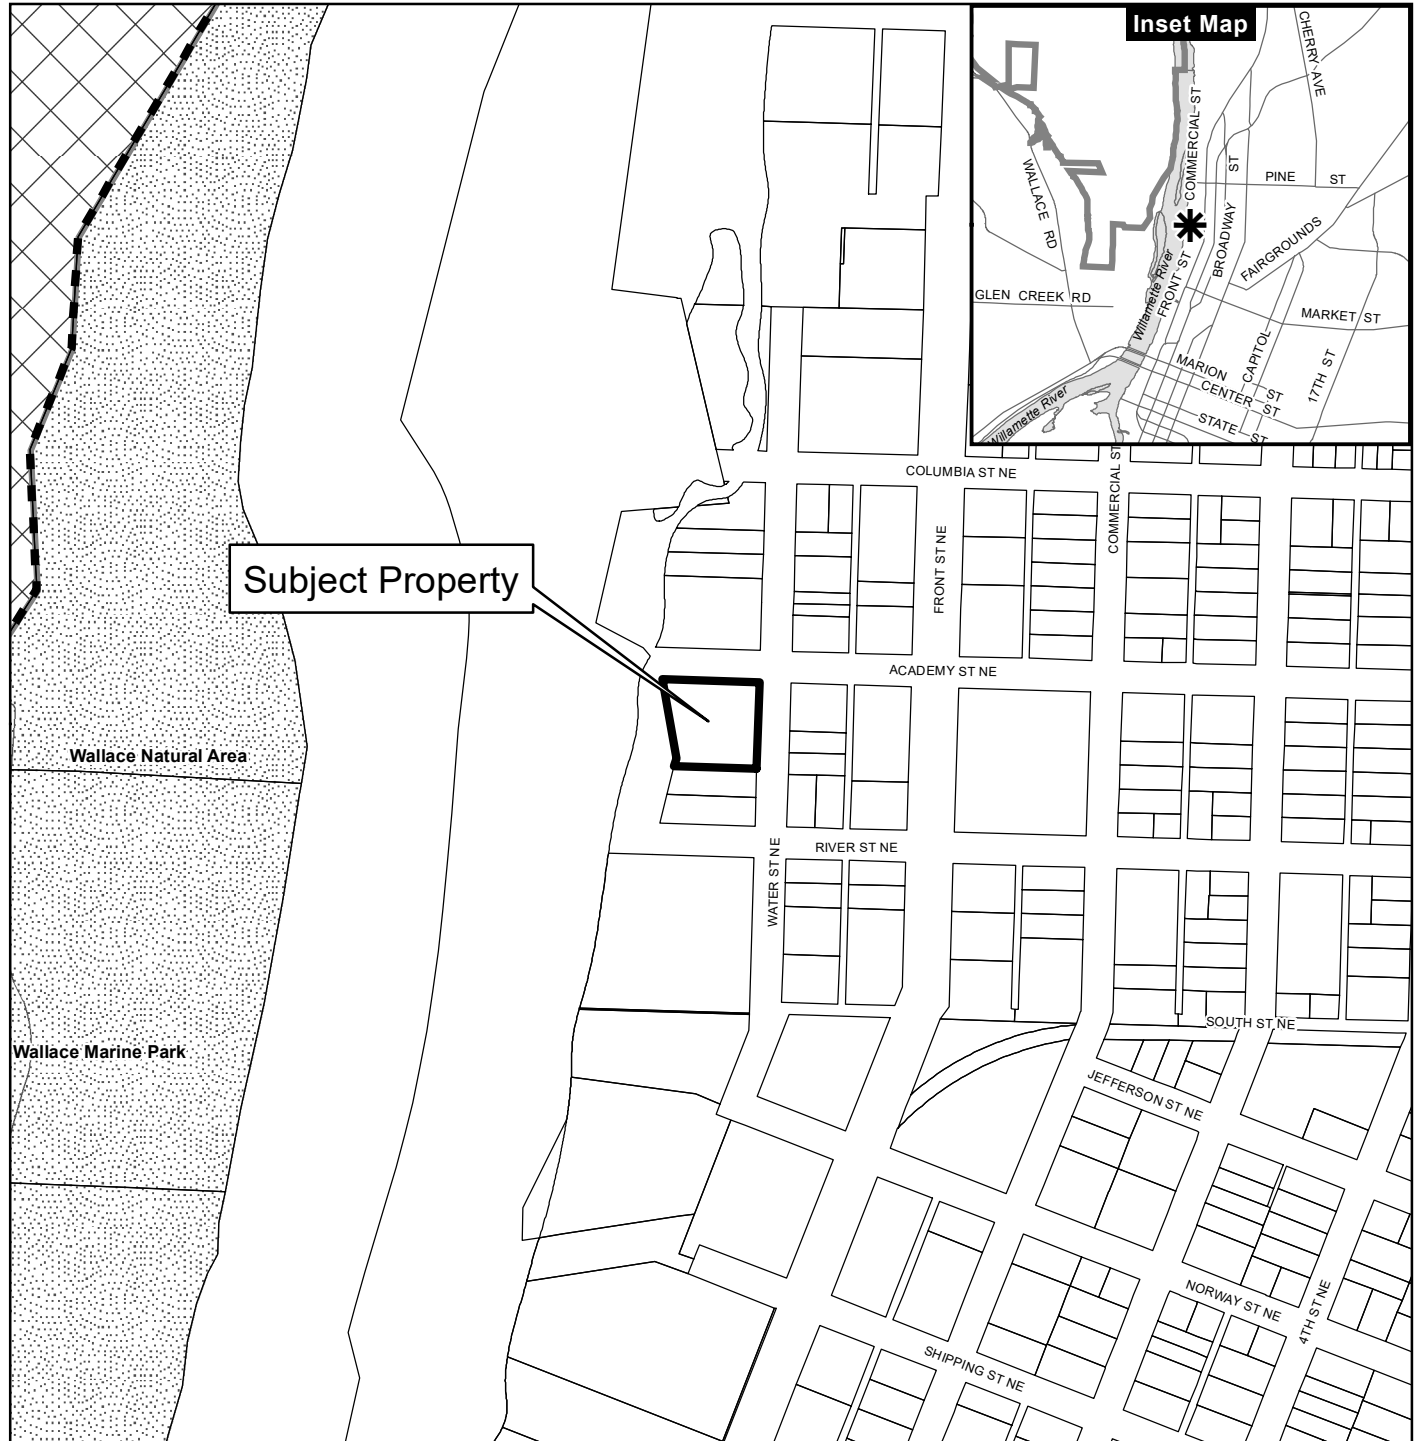 Inset Map
CHERRY AVE
COMMERCIAL ST
WALLACE RD
PINE ST
ST
BROADWAY
FAIRGROUNDS
Willamette River
FRONT ST
GLEN CREEK RD
MARKET ST
CAPITOL
17TH ST
MARION ST
CENTER ST
STATE ST
Willamette River
COLUMBIA ST NE
COMMERCIAL ST
FRONT ST NE
Subject Property
ACADEMY ST NE
Wallace Natural Area
RIVER ST NE
WATER ST NE
SOUTH ST NE
Wallace Marine Park
JEFFERSON ST NE
NORWAY ST NE
4TH ST NE
SHIPPING ST NE